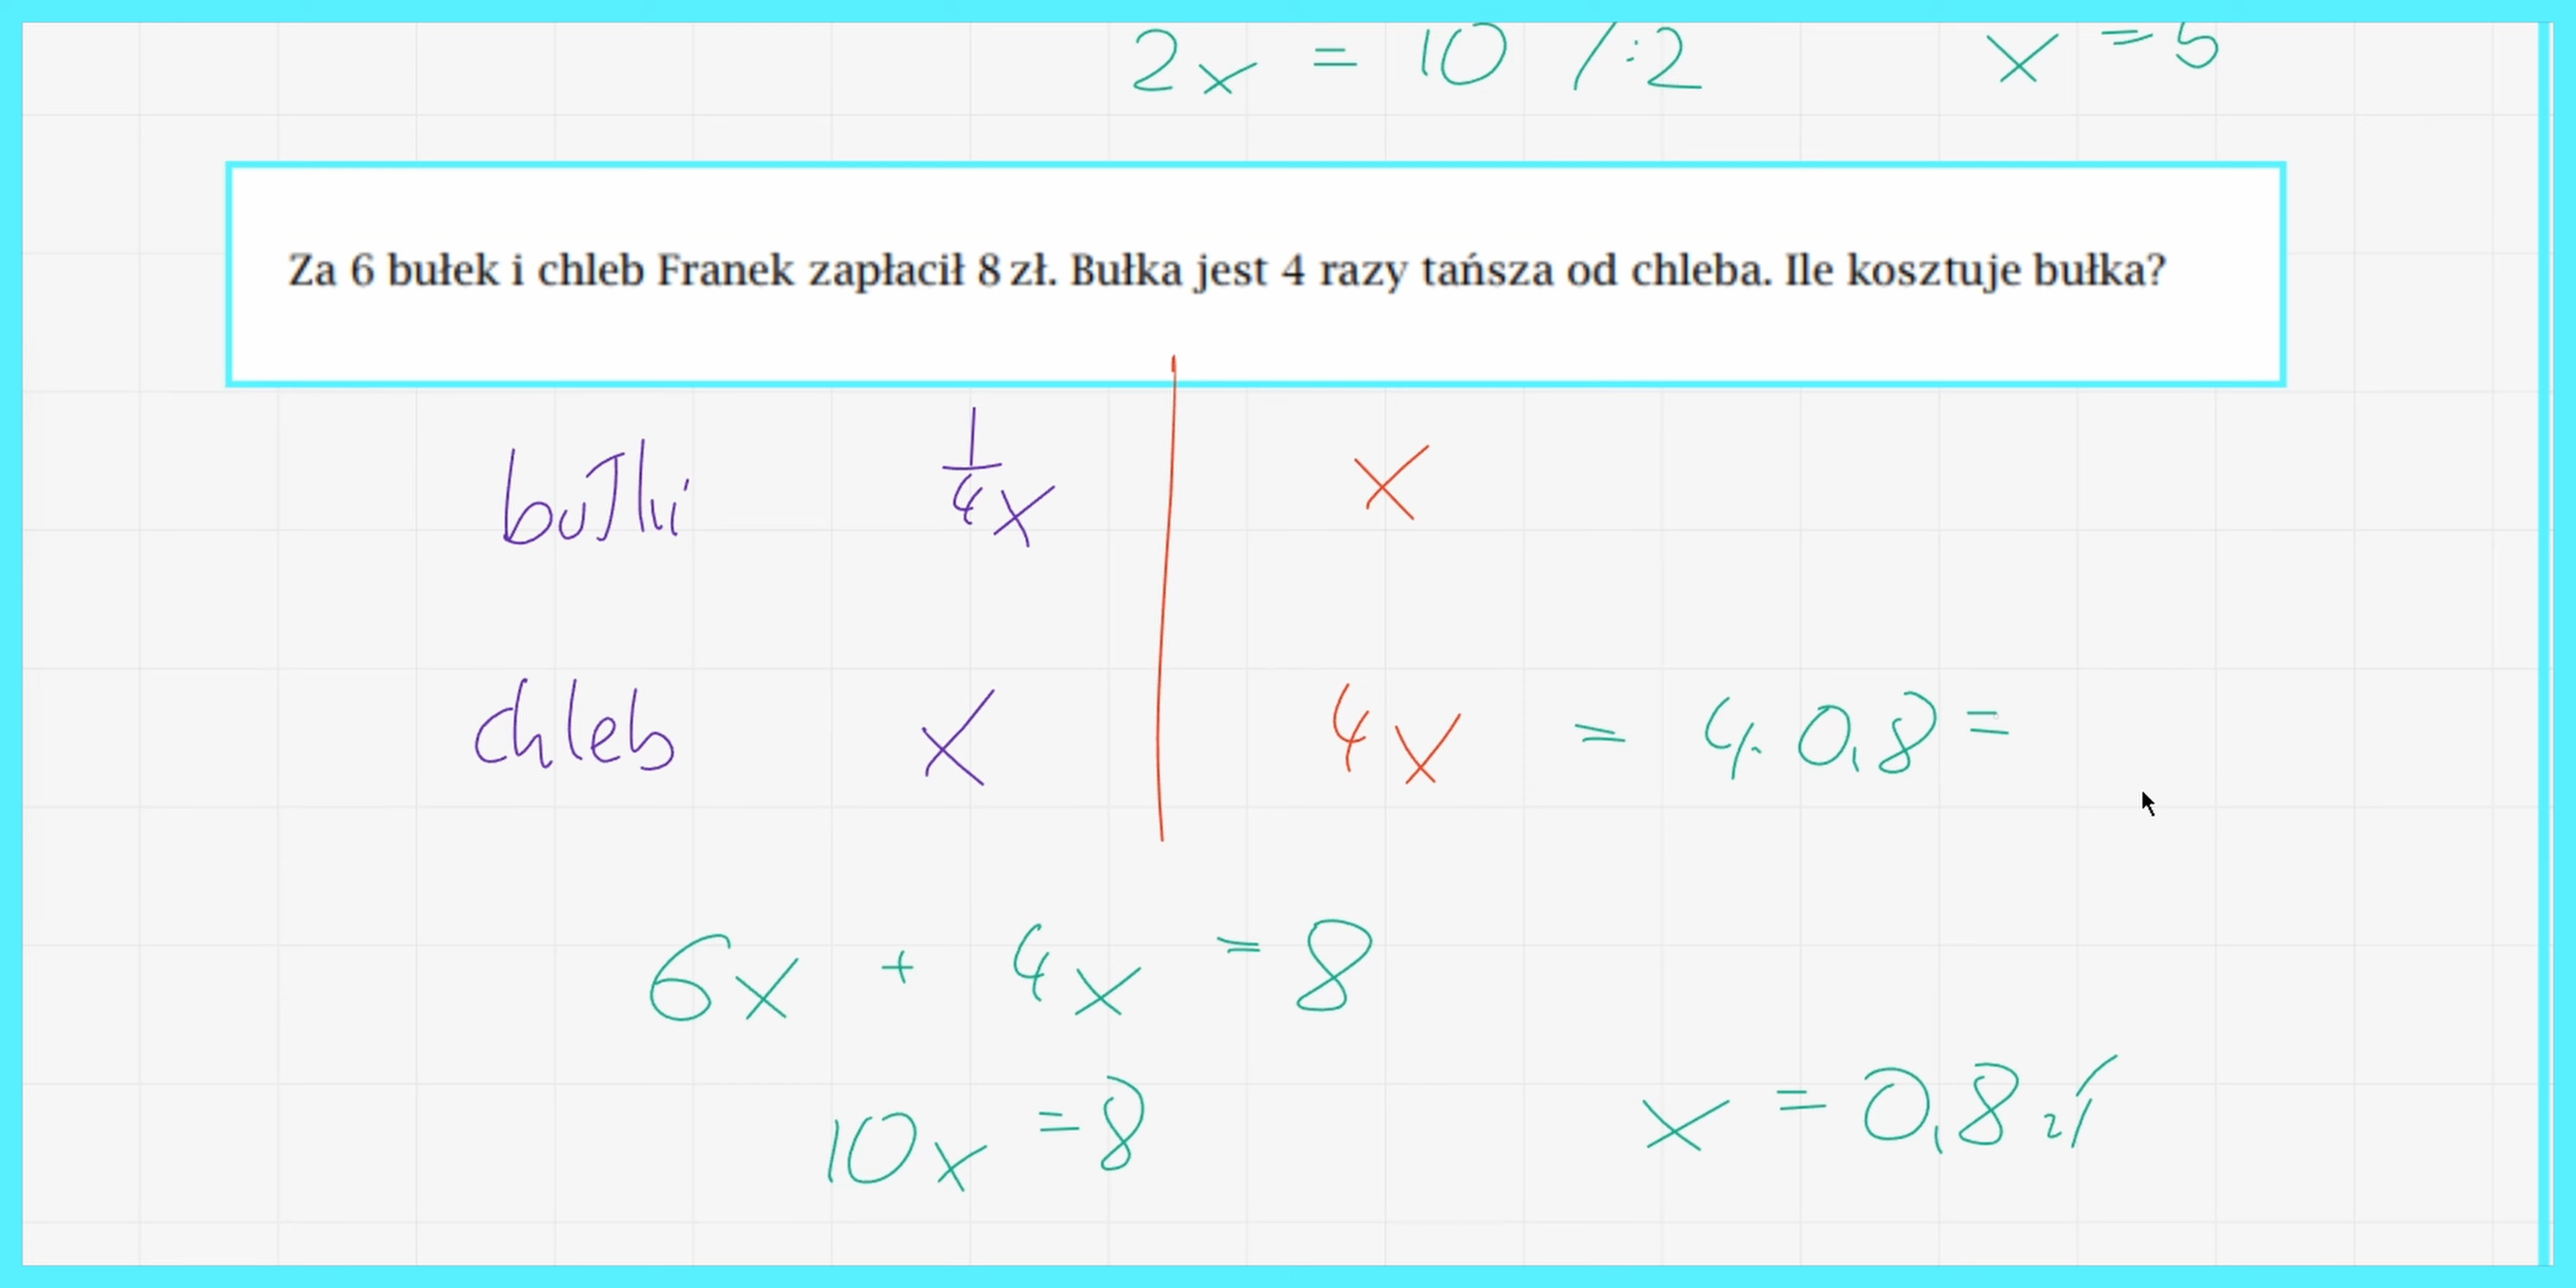 2x = 10 /:2 x = 5
Za 6 bułek i chleb Franek zapłacił 8 zł. Bułka jest 4 razy tańsza od chleba. Ile kosztuje bułka?
bułki 1/4 x x
chleb x 4x = 4·0,8 =
6x + 4x = 8
10x = 8 x = 0,8 zł